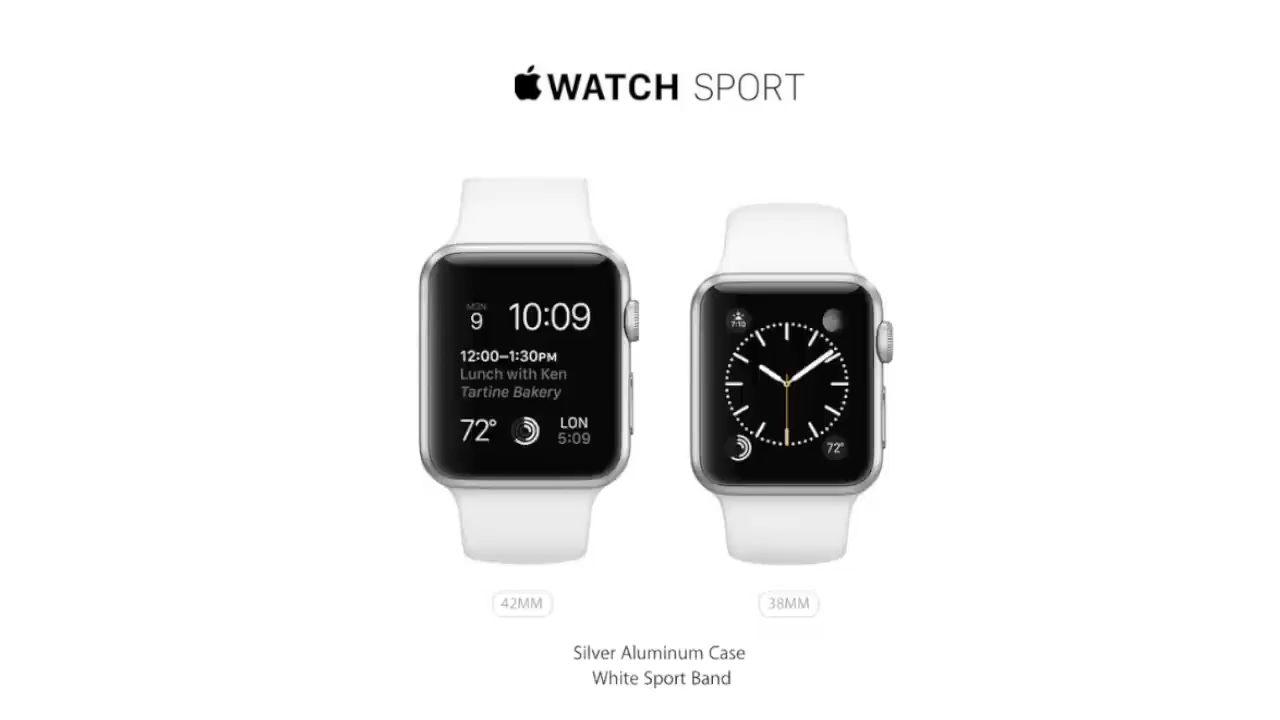 WATCH SPORT
MON
9
10:09
12:00–1:30PM
Lunch with Ken
Tartine Bakery
72°
LON
5:09
7:10
72°
42MM
38MM
Silver Aluminum Case
White Sport Band